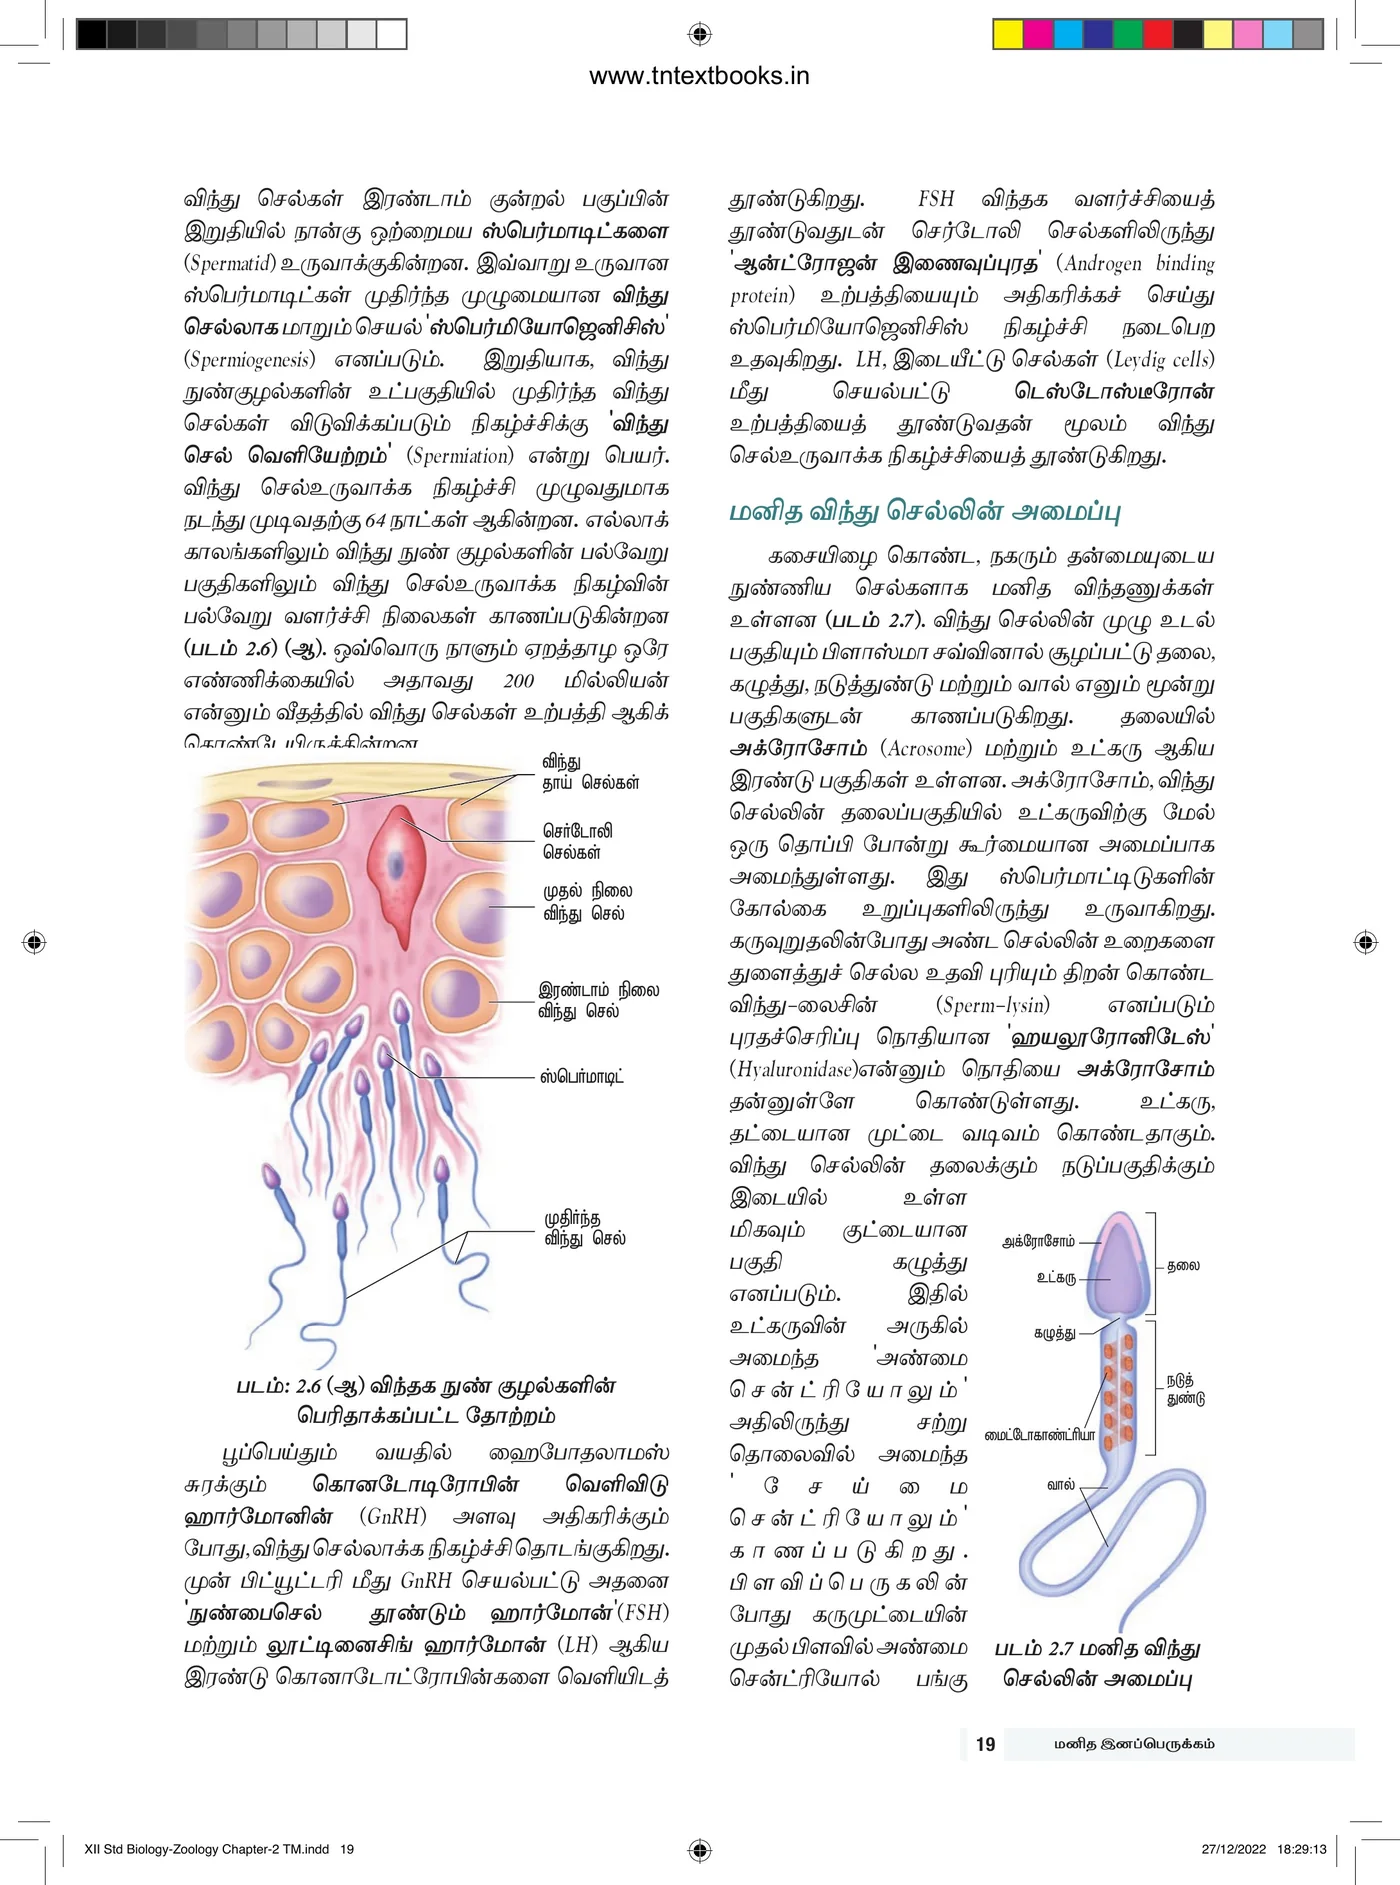 www.tntextbooks.in
விந்து செல்கள் இரண்டாம் குன்றல் பகுப்பின்
இறுதியில் நான்கு ஒற்றைமய ஸ்பெர்மாடிட்களை
(Spermatid) உருவாக்குகின்றன. இவ்வாறு உருவான
ஸ்பெர்மாடிட்கள் முதிர்ந்த முழுமையான விந்து
செல்லாக மாறும் செயல் 'ஸ்பெர்மியோஜெனிசிஸ்'
(Spermiogenesis) எனப்படும். இறுதியாக, விந்து
நுண்குழல்களின் உட்பகுதியில் முதிர்ந்த விந்து
செல்கள் விடுவிக்கப்படும் நிகழ்ச்சிக்கு 'விந்து
செல் வெளியேற்றம்' (Spermiation) என்று பெயர்.
விந்து செல்உருவாக்க நிகழ்ச்சி முழுவதுமாக
நடந்து முடிவதற்கு 64 நாட்கள் ஆகின்றன. எல்லாக்
காலங்களிலும் விந்து நுண் குழல்களின் பல்வேறு
பகுதிகளிலும் விந்து செல்உருவாக்க நிகழ்வின்
பல்வேறு வளர்ச்சி நிலைகள் காணப்படுகின்றன
(படம் 2.6) (ஆ). ஒவ்வொரு நாளும் ஏறத்தாழ ஒரே
எண்ணிக்கையில் அதாவது 200 மில்லியன்
என்னும் வீதத்தில் விந்து செல்கள் உற்பத்தி ஆகிக்
கொண்டேயிருக்கின்றன
விந்து
தாய் செல்கள்
செர்டோலி
செல்கள்
முதல் நிலை
விந்து செல்
இரண்டாம் நிலை
விந்து செல்
ஸ்பெர்மாடிட்
முதிர்ந்த
விந்து செல்
படம்: 2.6 (ஆ) விந்தக நுண் குழல்களின்
பெரிதாக்கப்பட்ட தோற்றம்
பூப்பெய்தும் வயதில் ஹைபோதலாமஸ்
சுரக்கும் கொனடோடிரோபின் வெளிவிடு
ஹார்மோனின் (GnRH) அளவு அதிகரிக்கும்
போது,விந்து செல்லாக்க நிகழ்ச்சி தொடங்குகிறது.
முன் பிட்யூட்டரி மீது GnRH செயல்பட்டு அதனை
'நுண்பைசெல் தூண்டும் ஹார்மோன்'(FSH)
மற்றும் லூட்டினைசிங் ஹார்மோன் (LH) ஆகிய
இரண்டு கொனாடோட்ரோபின்களை வெளியிடத்
தூண்டுகிறது. FSH விந்தக வளர்ச்சியைத்
தூண்டுவதுடன் செர்டோலி செல்களிலிருந்து
'ஆன்ட்ரோஜன் இணைவுப்புரத' (Androgen binding
protein) உற்பத்தியையும் அதிகரிக்கச் செய்து
ஸ்பெர்மியோஜெனிசிஸ் நிகழ்ச்சி நடைபெற
உதவுகிறது. LH, இடையீட்டு செல்கள் (Leydig cells)
மீது செயல்பட்டு டெஸ்டோஸ்டீரோன்
உற்பத்தியைத் தூண்டுவதன் மூலம் விந்து
செல்உருவாக்க நிகழ்ச்சியைத் தூண்டுகிறது.
மனித விந்து செல்லின் அமைப்பு
கசையிழை கொண்ட, நகரும் தன்மையுடைய
நுண்ணிய செல்களாக மனித விந்தணுக்கள்
உள்ளன (படம் 2.7). விந்து செல்லின் முழு உடல்
பகுதியும் பிளாஸ்மா சவ்வினால் சூழப்பட்டு தலை,
கழுத்து, நடுத்துண்டு மற்றும் வால் எனும் மூன்று
பகுதிகளுடன் காணப்படுகிறது. தலையில்
அக்ரோசோம் (Acrosome) மற்றும் உட்கரு ஆகிய
இரண்டு பகுதிகள் உள்ளன. அக்ரோசோம், விந்து
செல்லின் தலைப்பகுதியில் உட்கருவிற்கு மேல்
ஒரு தொப்பி போன்று கூர்மையான அமைப்பாக
அமைந்துள்ளது. இது ஸ்பெர்மாட்டிடுகளின்
கோல்கை உறுப்புகளிலிருந்து உருவாகிறது.
கருவுறுதலின்போது அண்ட செல்லின் உறைகளை
துளைத்துச் செல்ல உதவி புரியும் திறன் கொண்ட
விந்து-லைசின் (Sperm-lysin) எனப்படும்
புரதச்செரிப்பு நொதியான 'ஹயலூரோனிடேஸ்'
(Hyaluronidase)என்னும் நொதியை அக்ரோசோம்
தன்னுள்ளே கொண்டுள்ளது. உட்கரு,
தட்டையான முட்டை வடிவம் கொண்டதாகும்.
விந்து செல்லின் தலைக்கும் நடுப்பகுதிக்கும்
இடையில் உள்ள
மிகவும் குட்டையான
பகுதி கழுத்து
எனப்படும். இதில்
உட்கருவின் அருகில்
அமைந்த 'அண்மை
சென்ட்ரியோலும்'
அதிலிருந்து சற்று
தொலைவில் அமைந்த
'சேய்மை
சென்ட்ரியோலும்'
காணப்படுகிறது.
பிளவிப்பெருகலின்
போது கருமுட்டையின்
முதல் பிளவில் அண்மை
சென்ட்ரியோல் பங்கு
அக்ரோசோம்
தலை
உட்கரு
கழுத்து
நடுத்
துண்டு
மைட்டோகாண்ட்ரியா
வால்
படம் 2.7 மனித விந்து
செல்லின் அமைப்பு
19 மனித இனப்பெருக்கம்
XII Std Biology-Zoology Chapter-2 TM.indd 19
27/12/2022 18:29:13